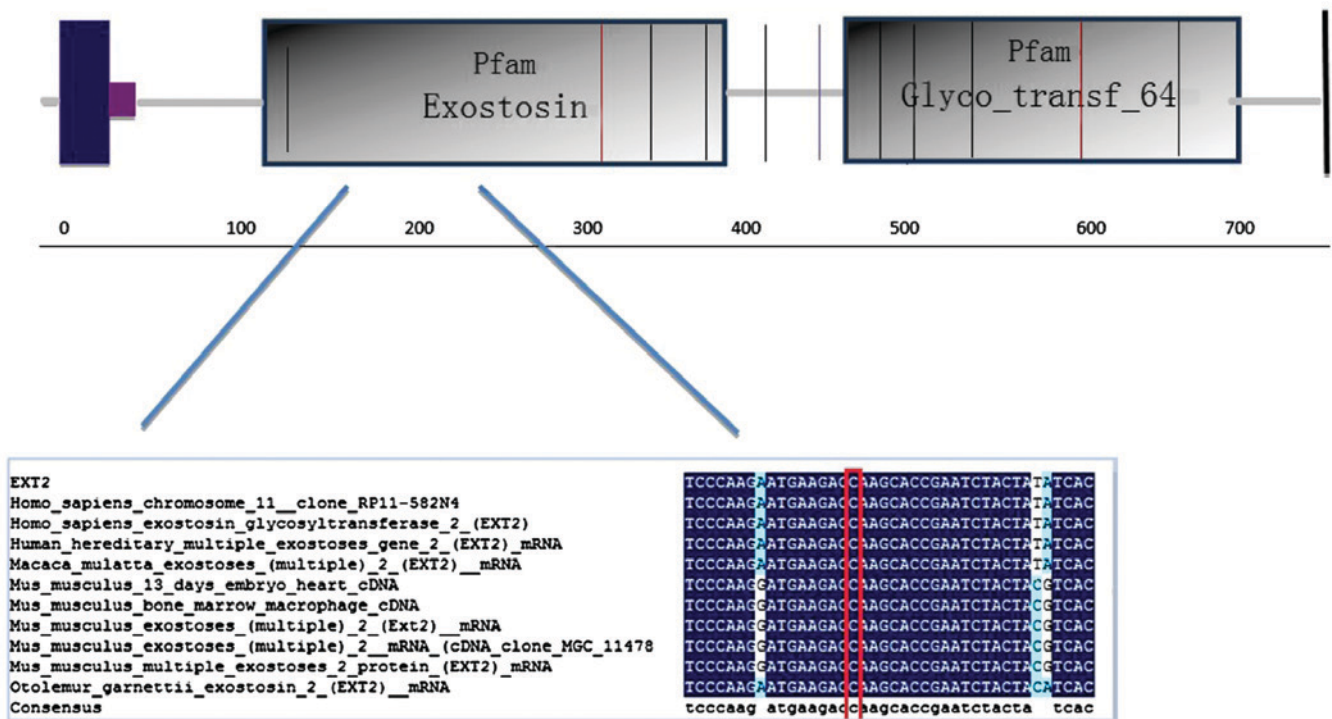 Pfam
Exostosin
Pfam
Glyco_transf_64
0 100 200 300 400 500 600 700
EXT2 TCCCAAGAATGAAGACCAAGCACCGAATCTACTATATCAC
Homo_sapiens_chromosome_11__clone_RP11-582N4 TCCCAAGAATGAAGACCAAGCACCGAATCTACTATATCAC
Homo_sapiens_exostosin_glycosyltransferase_2_(EXT2) TCCCAAGAATGAAGACCAAGCACCGAATCTACTATATCAC
Human_hereditary_multiple_exostoses_gene_2_(EXT2)_mRNA TCCCAAGAATGAAGACCAAGCACCGAATCTACTATATCAC
Macaca_mulatta_exostoses_(multiple)_2_(EXT2)__mRNA TCCCAAGAATGAAGACCAAGCACCGAATCTACTATATCAC
Mus_musculus_13_days_embryo_heart_cDNA TCCCAAGGATGAAGACCAAGCACCGAATCTACTACGTCAC
Mus_musculus_bone_marrow_macrophage_cDNA TCCCAAGGATGAAGACCAAGCACCGAATCTACTACGTCAC
Mus_musculus_exostoses_(multiple)_2_(Ext2)__mRNA TCCCAAGGATGAAGACCAAGCACCGAATCTACTACGTCAC
Mus_musculus_exostoses_(multiple)_2__mRNA_(cDNA_clone_MGC_11478 TCCCAAGGATGAAGACCAAGCACCGAATCTACTACGTCAC
Mus_musculus_multiple_exostoses_2_protein_(EXT2)_mRNA TCCCAAGGATGAAGACCAAGCACCGAATCTACTACGTCAC
Otolemur_garnettii_exostosin_2_(EXT2)__mRNA TCCCAAGAATGAAGACCAAGCACCGAATCTACTACATCAC
Consensus tcccaag atgaagaccaagcaccgaatctacta  tcac